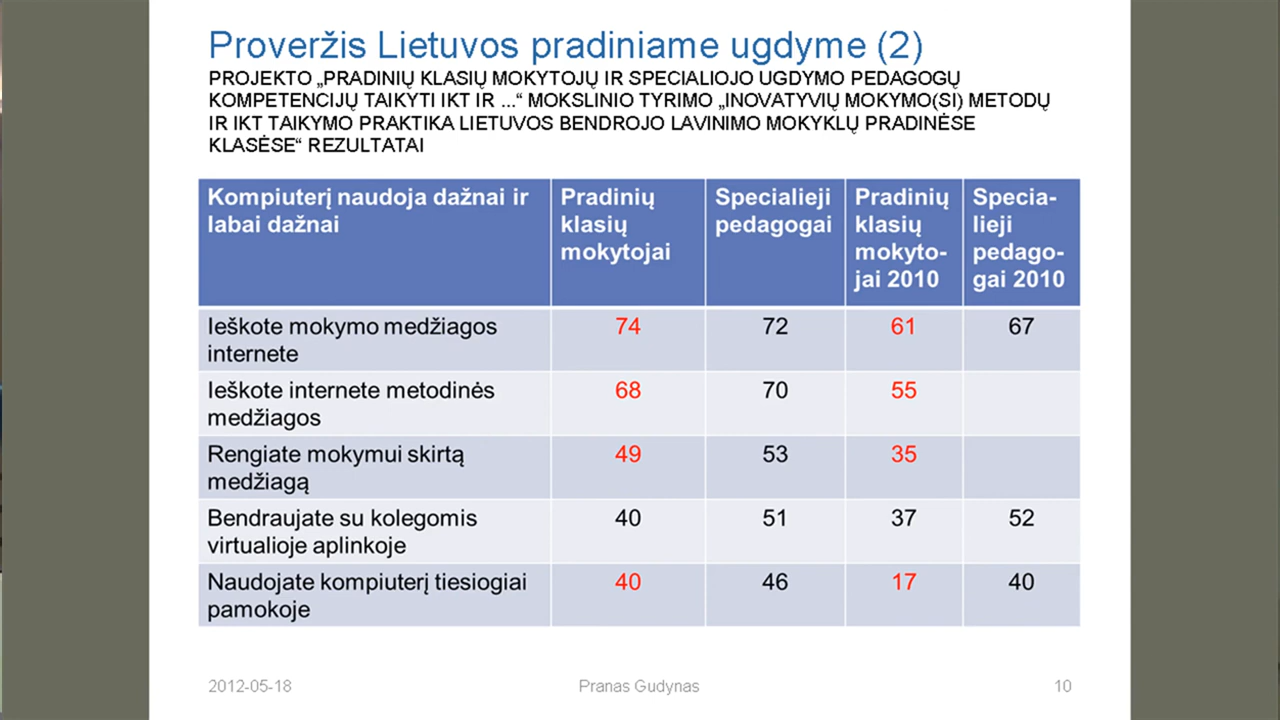 Proveržis Lietuvos pradiniame ugdyme (2)
PROJEKTO „PRADINIŲ KLASIŲ MOKYTOJŲ IR SPECIALIOJO UGDYMO PEDAGOGŲ
KOMPETENCIJŲ TAIKYTI IKT IR ...“ MOKSLINIO TYRIMO „INOVATYVIŲ MOKYMO(SI) METODŲ
IR IKT TAIKYMO PRAKTIKA LIETUVOS BENDROJO LAVINIMO MOKYKLŲ PRADINĖSE
KLASĖSE“ REZULTATAI
Kompiuterį naudoja dažnai ir
labai dažnai
Pradinių
klasių
mokytojai
Specialieji
pedagogai
Pradinių
klasių
mokyto-
jai 2010
Specia-
lieji
pedago-
gai 2010
Ieškote mokymo medžiagos
internete
74 72 61 67
Ieškote internete metodinės
medžiagos
68 70 55
Rengiate mokymui skirtą
medžiagą
49 53 35
Bendraujate su kolegomis
virtualioje aplinkoje
40 51 37 52
Naudojate kompiuterį tiesiogiai
pamokoje
40 46 17 40
2012-05-18 Pranas Gudynas 10